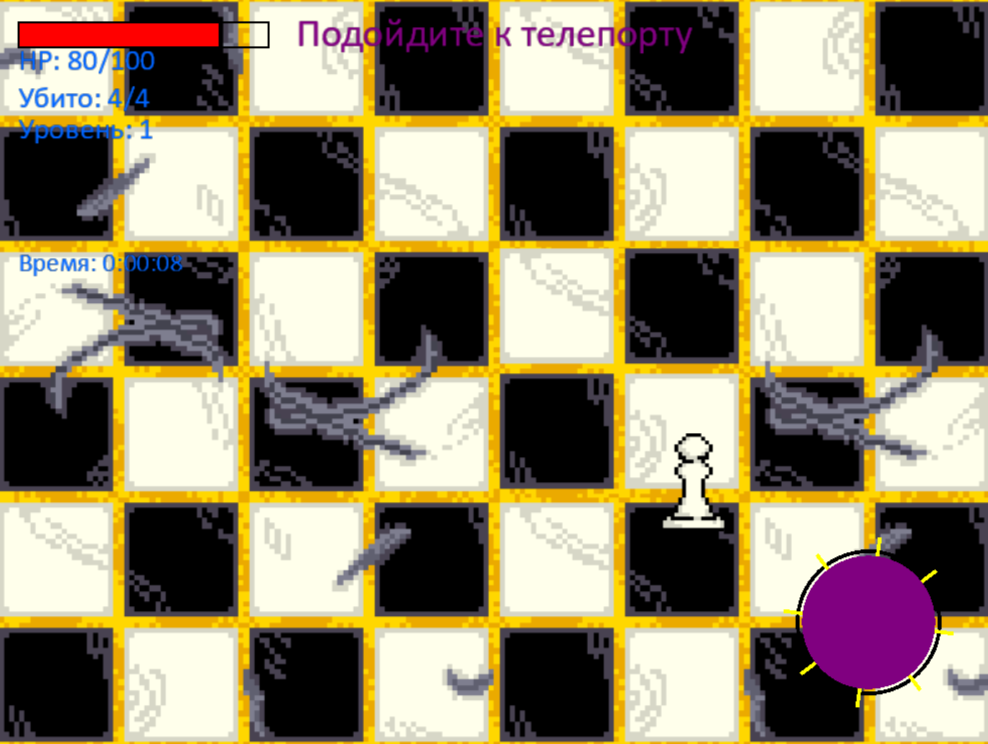 Подойдите к телепорту
HP: 80/100
Убито: 4/4
Уровень: 1
Время: 0:00:08